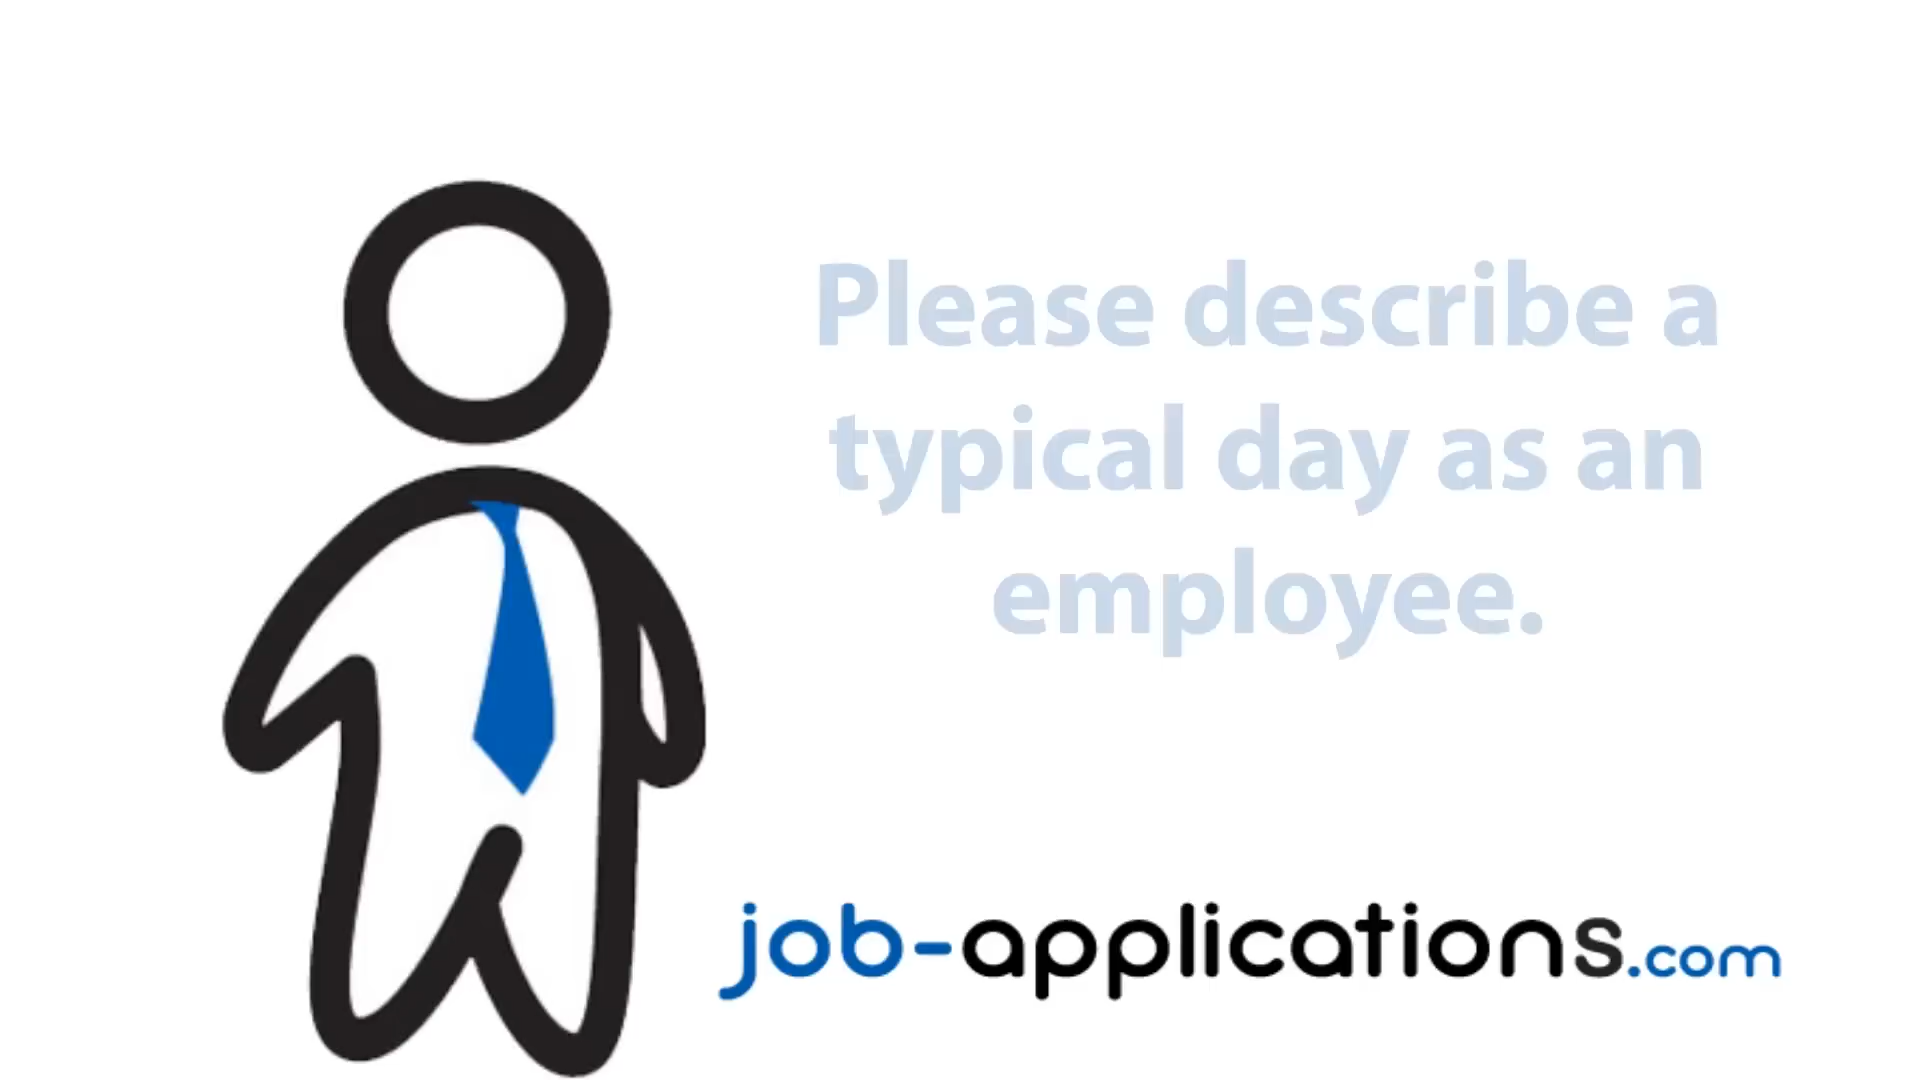 Please describe a
typical day as an
employee.
job-applications.com